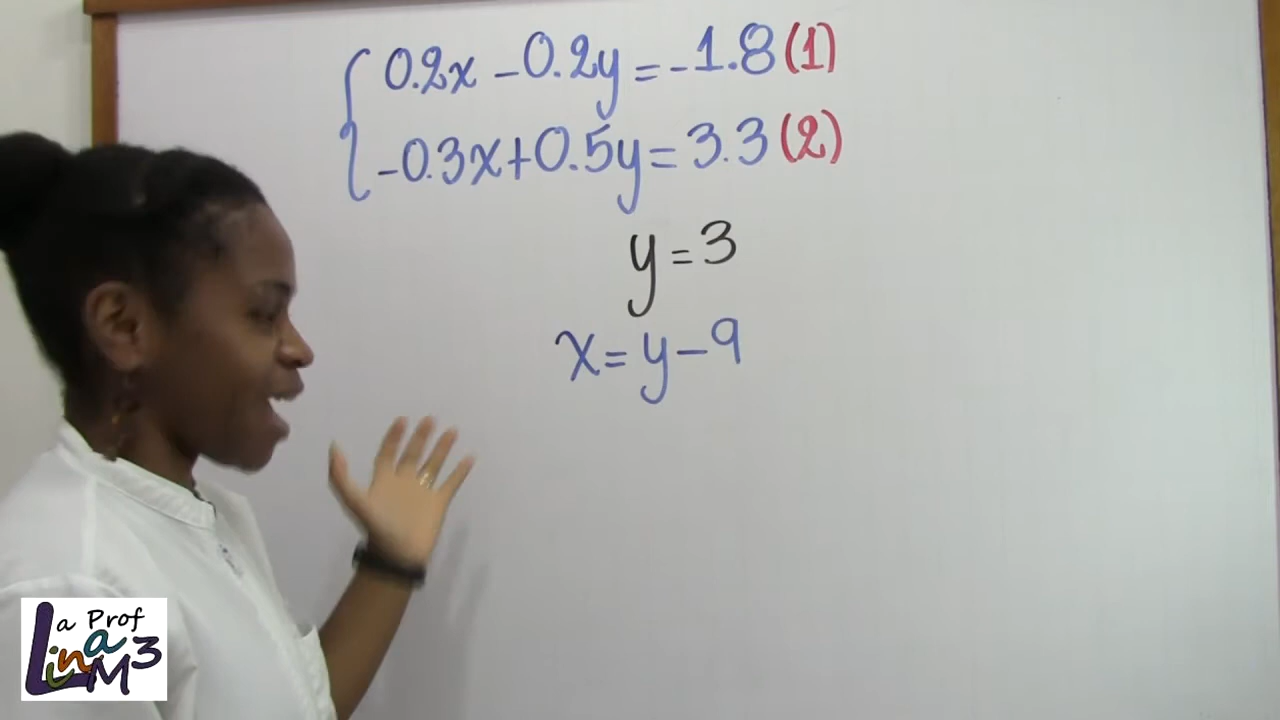 0.2x - 0.2y = -1.8 (1)
-0.3x + 0.5y = 3.3 (2)
y = 3
x = y - 9
La Prof
Lina M3